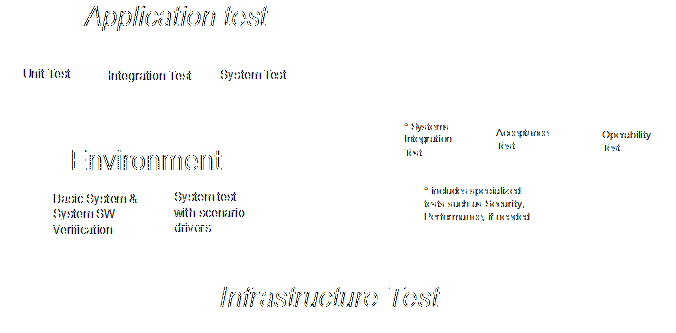 Application test
Unit Test
Integration Test
System Test
* Systems
Integration
Test
Acceptance
Test
Operability
Test
Environment
Basic System &
System SW
Verification
System test
with scenario
drivers
* includes specialized
tests such as Security,
Performance, if needed
Infrastructure Test